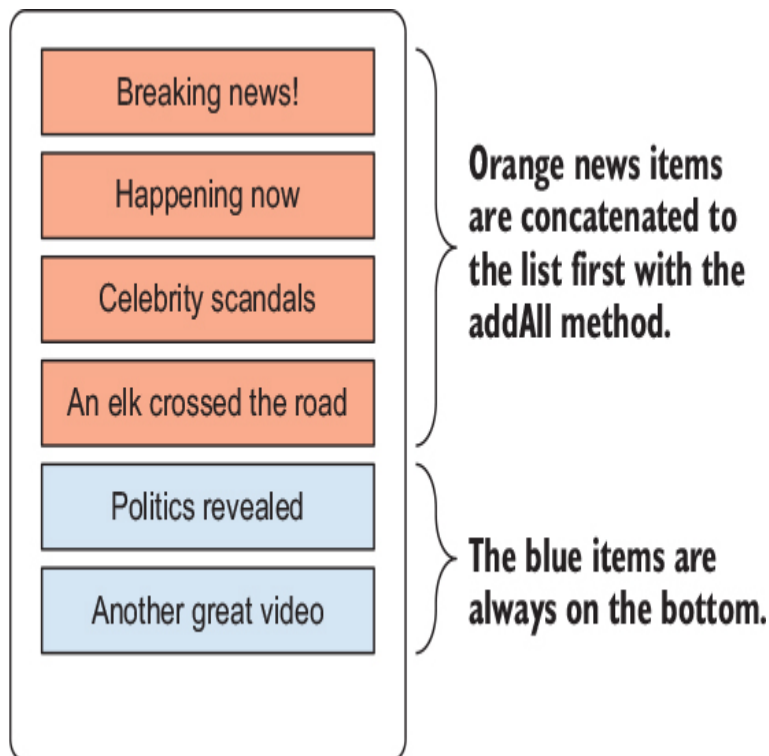 Breaking news!
Happening now
Celebrity scandals
An elk crossed the road
Politics revealed
Another great video
Orange news items
are concatenated to
the list first with the
addAll method.
The blue items are
always on the bottom.